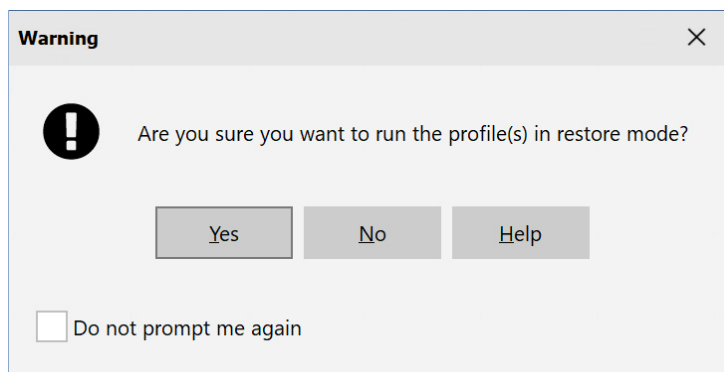 Warning
Are you sure you want to run the profile(s) in restore mode?
Yes No Help
Do not prompt me again